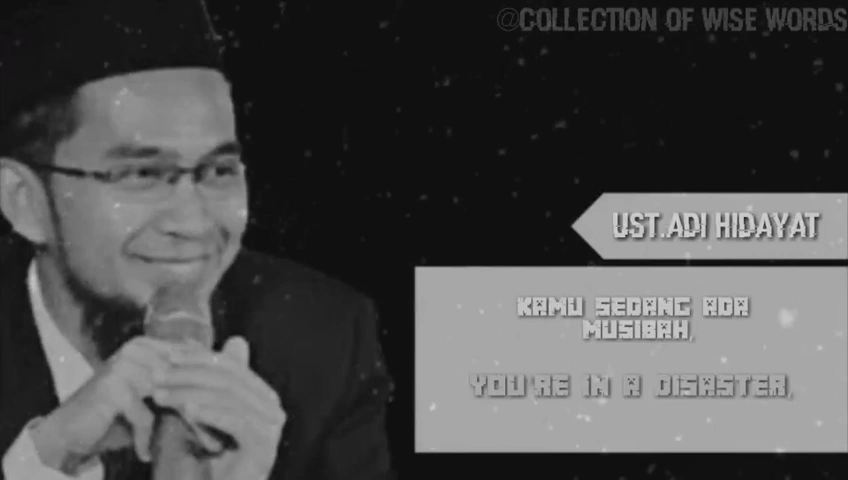 @COLLECTION OF WISE WORDS
UST.ADI HIDAYAT
KAMU SEDANG ADA
MUSIBAH,
YOU'RE IN A DISASTER,